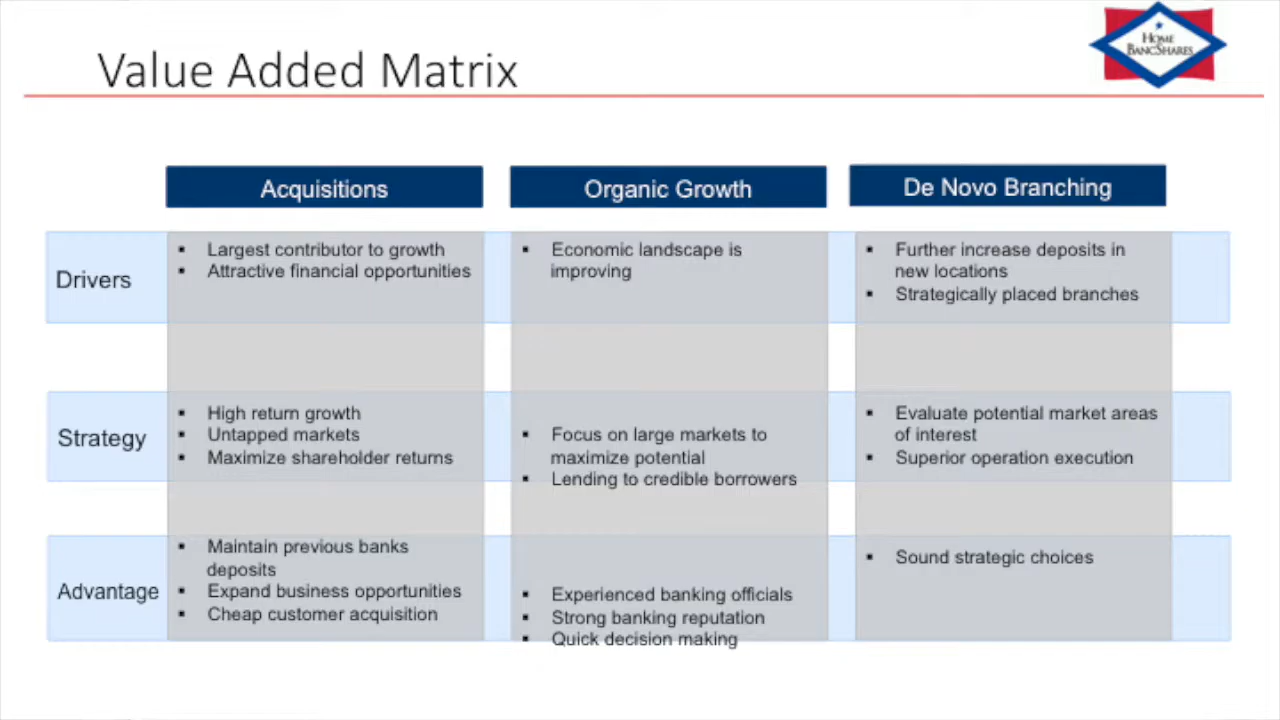 Value Added Matrix
HOME
BANCSHARES
Acquisitions
Organic Growth
De Novo Branching
Drivers
▪ Largest contributor to growth
▪ Attractive financial opportunities
▪ Economic landscape is
improving
▪ Further increase deposits in
new locations
▪ Strategically placed branches
Strategy
▪ High return growth
▪ Untapped markets
▪ Maximize shareholder returns
▪ Focus on large markets to
maximize potential
▪ Lending to credible borrowers
▪ Evaluate potential market areas
of interest
▪ Superior operation execution
Advantage
▪ Maintain previous banks
deposits
▪ Expand business opportunities
▪ Cheap customer acquisition
▪ Experienced banking officials
▪ Strong banking reputation
▪ Quick decision making
▪ Sound strategic choices